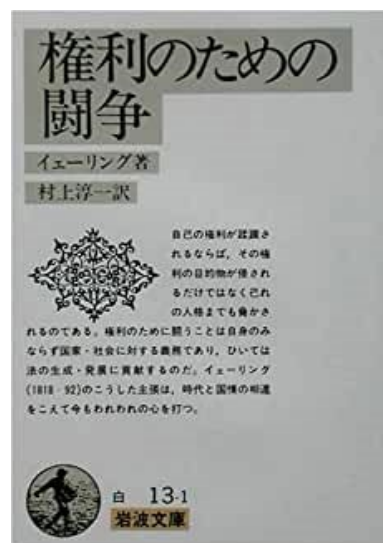 権利のための
闘争
イェーリング著
村上淳一訳
自己の権利が蹂躙さ
れるならば，その権
利の目的物が侵され
るだけではなく己れ
の人格までも脅かさ
れるのである．権利のために闘うことは自身のみ
ならず国家・社会に対する義務であり，ひいては
法の生成・発展に貢献するのだ。イェーリング
(1818‐92)のこうした主張は，時代と国情の相違
をこえて今もわれわれの心を打つ。
白 13-1
岩波文庫